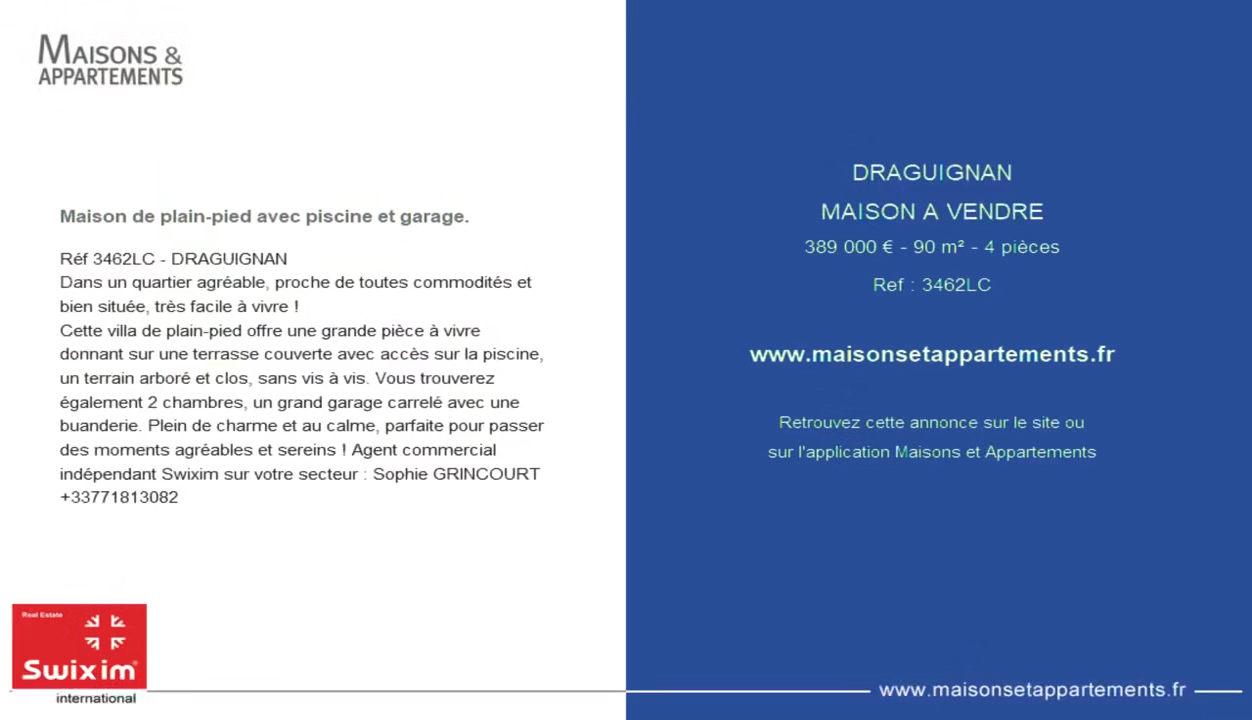 MAISONS &
APPARTEMENTS
Maison de plain-pied avec piscine et garage.
Réf 3462LC - DRAGUIGNAN
Dans un quartier agréable, proche de toutes commodités et
bien située, très facile à vivre !
Cette villa de plain-pied offre une grande pièce à vivre
donnant sur une terrasse couverte avec accès sur la piscine,
un terrain arboré et clos, sans vis à vis. Vous trouverez
également 2 chambres, un grand garage carrelé avec une
buanderie. Plein de charme et au calme, parfaite pour passer
des moments agréables et sereins ! Agent commercial
indépendant Swixim sur votre secteur : Sophie GRINCOURT
+33771813082
Real Estate
Swixim
international
DRAGUIGNAN
MAISON A VENDRE
389 000 € - 90 m² - 4 pièces
Ref : 3462LC
www.maisonsetappartements.fr
Retrouvez cette annonce sur le site ou
sur l'application Maisons et Appartements
www.maisonsetappartements.fr